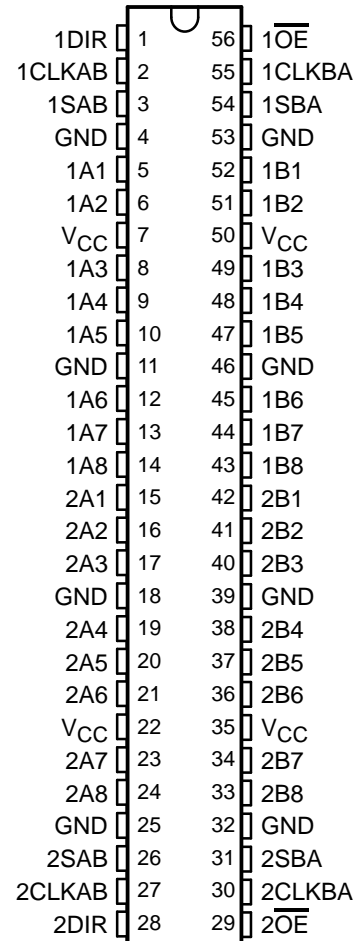 1DIR 1 56 1O̅E̅
1CLKAB 2 55 1CLKBA
1SAB 3 54 1SBA
GND 4 53 GND
1A1 5 52 1B1
1A2 6 51 1B2
VCC 7 50 VCC
1A3 8 49 1B3
1A4 9 48 1B4
1A5 10 47 1B5
GND 11 46 GND
1A6 12 45 1B6
1A7 13 44 1B7
1A8 14 43 1B8
2A1 15 42 2B1
2A2 16 41 2B2
2A3 17 40 2B3
GND 18 39 GND
2A4 19 38 2B4
2A5 20 37 2B5
2A6 21 36 2B6
VCC 22 35 VCC
2A7 23 34 2B7
2A8 24 33 2B8
GND 25 32 GND
2SAB 26 31 2SBA
2CLKAB 27 30 2CLKBA
2DIR 28 29 2O̅E̅